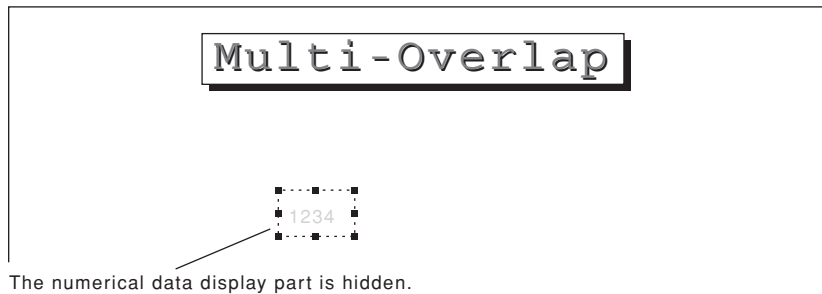 Multi-Overlap
1234
The numerical data display part is hidden.